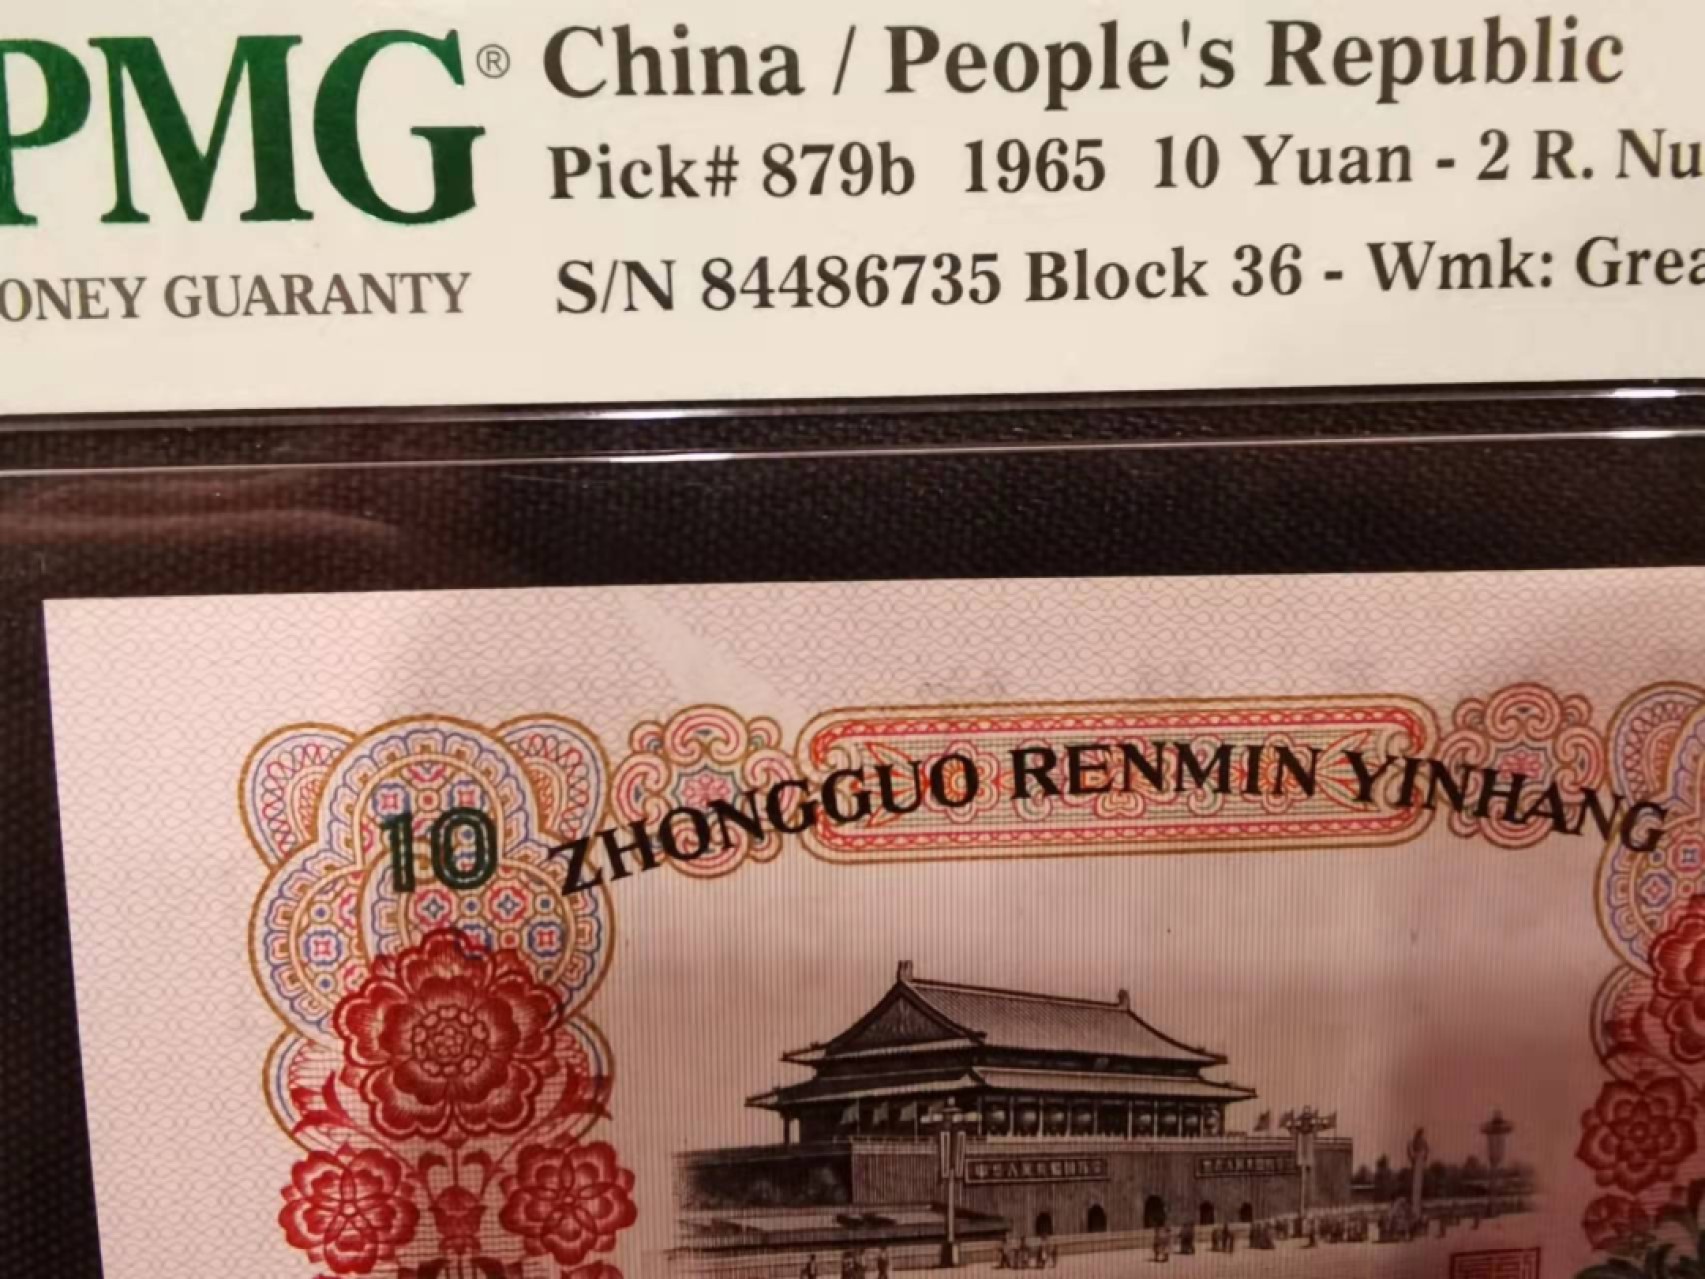 PMG®
ONEY GUARANTY
China / People's Republic
Pick# 879b 1965 10 Yuan - 2 R. Nu
S/N 84486735 Block 36 - Wmk: Grea
10
ZHONGGUO RENMIN YINHANG